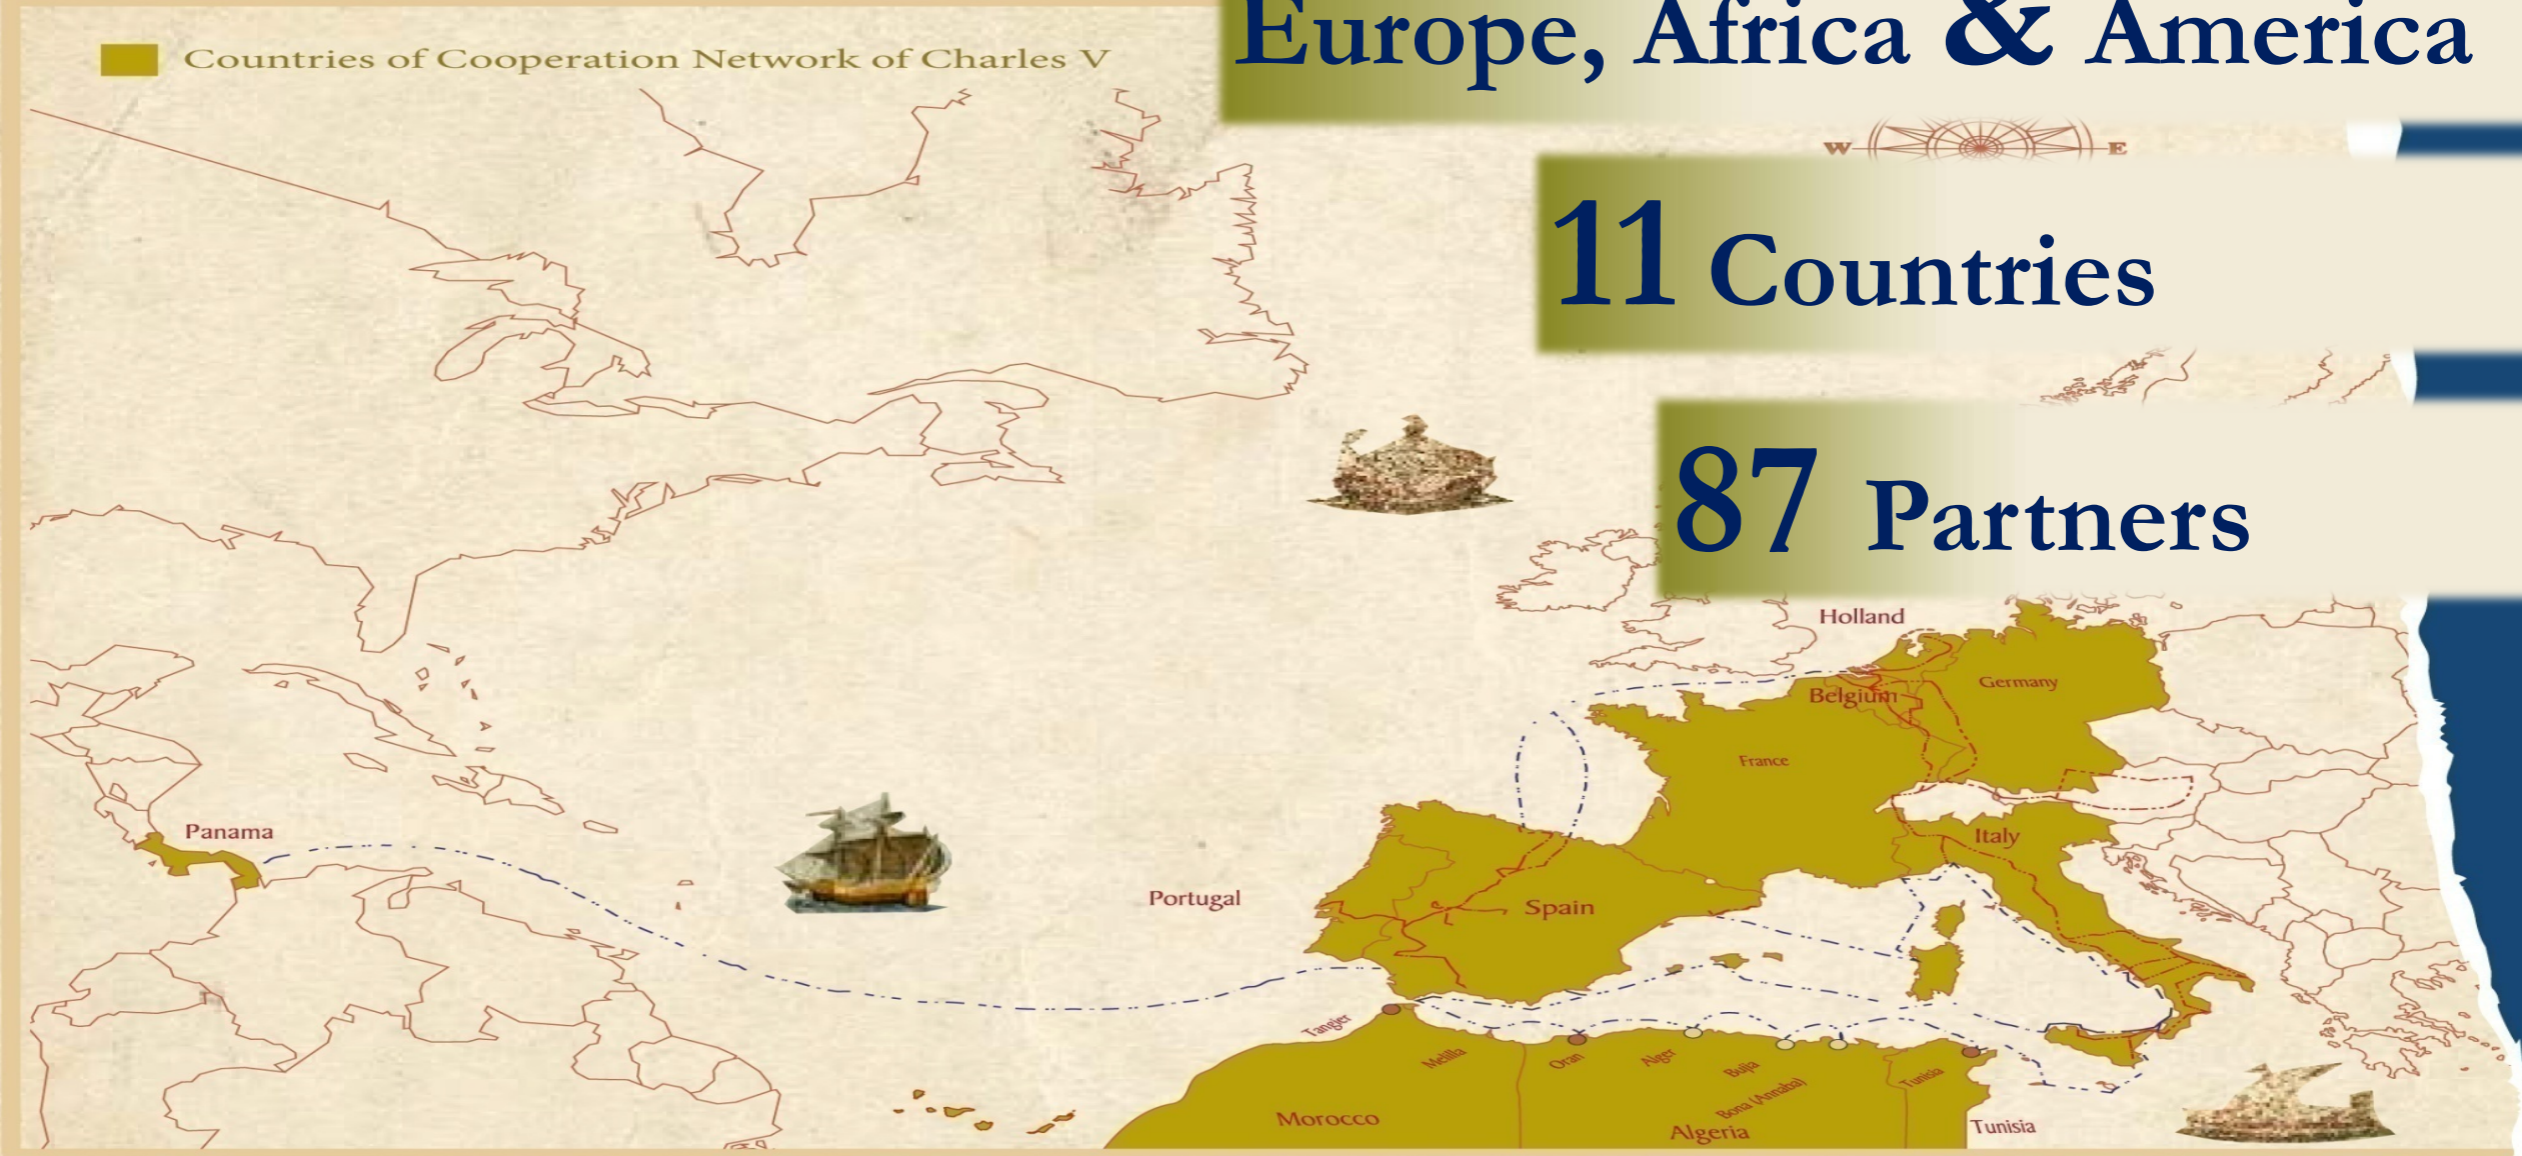 Europe, Africa & America
Countries of Cooperation Network of Charles V
W E
11 Countries
87 Partners
Holland
Belgium
Germany
France
Panama
Italy
Portugal
Spain
Tangier
Melilla
Oran
Alger
Bujia
Bona (Annaba)
Tunisia
Morocco
Algeria
Tunisia